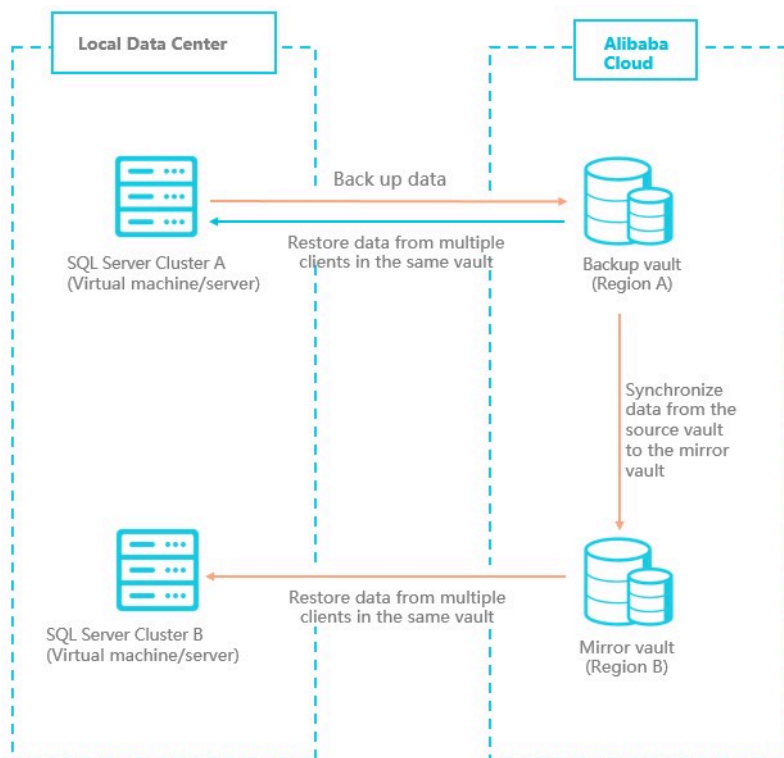 Local Data Center
Alibaba
Cloud
Back up data
Restore data from multiple
clients in the same vault
SQL Server Cluster A
(Virtual machine/server)
Backup vault
(Region A)
Synchronize
data from the
source vault
to the mirror
vault
Restore data from multiple
clients in the same vault
SQL Server Cluster B
(Virtual machine/server)
Mirror vault
(Region B)